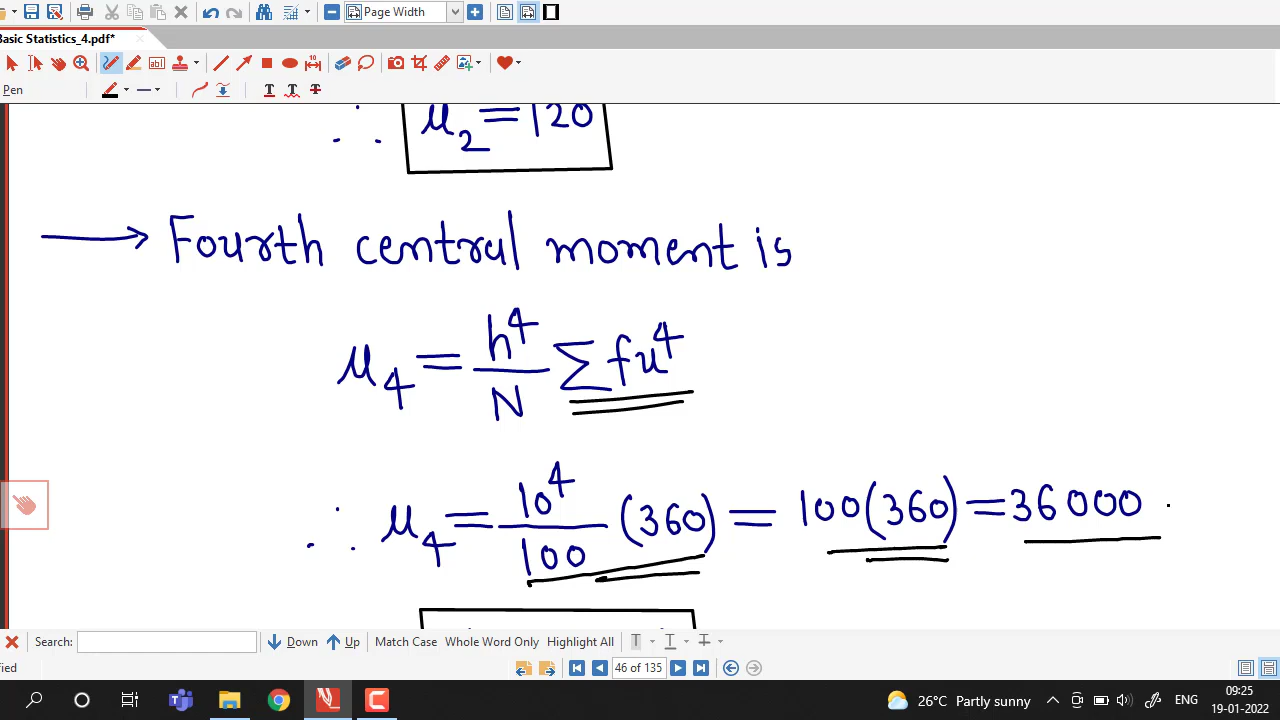 Page Width
Basic Statistics_4.pdf*
Pen
∴ μ₂ = 120
→ Fourth central moment is
μ₄ = h⁴/N Σfu⁴
∴ μ₄ = 10⁴/100 (360) = 100(360) = 36000.
Search: Down Up Match Case Whole Word Only Highlight All T T T
fied 46 of 135
26°C Partly sunny ENG 09:25
19-01-2022